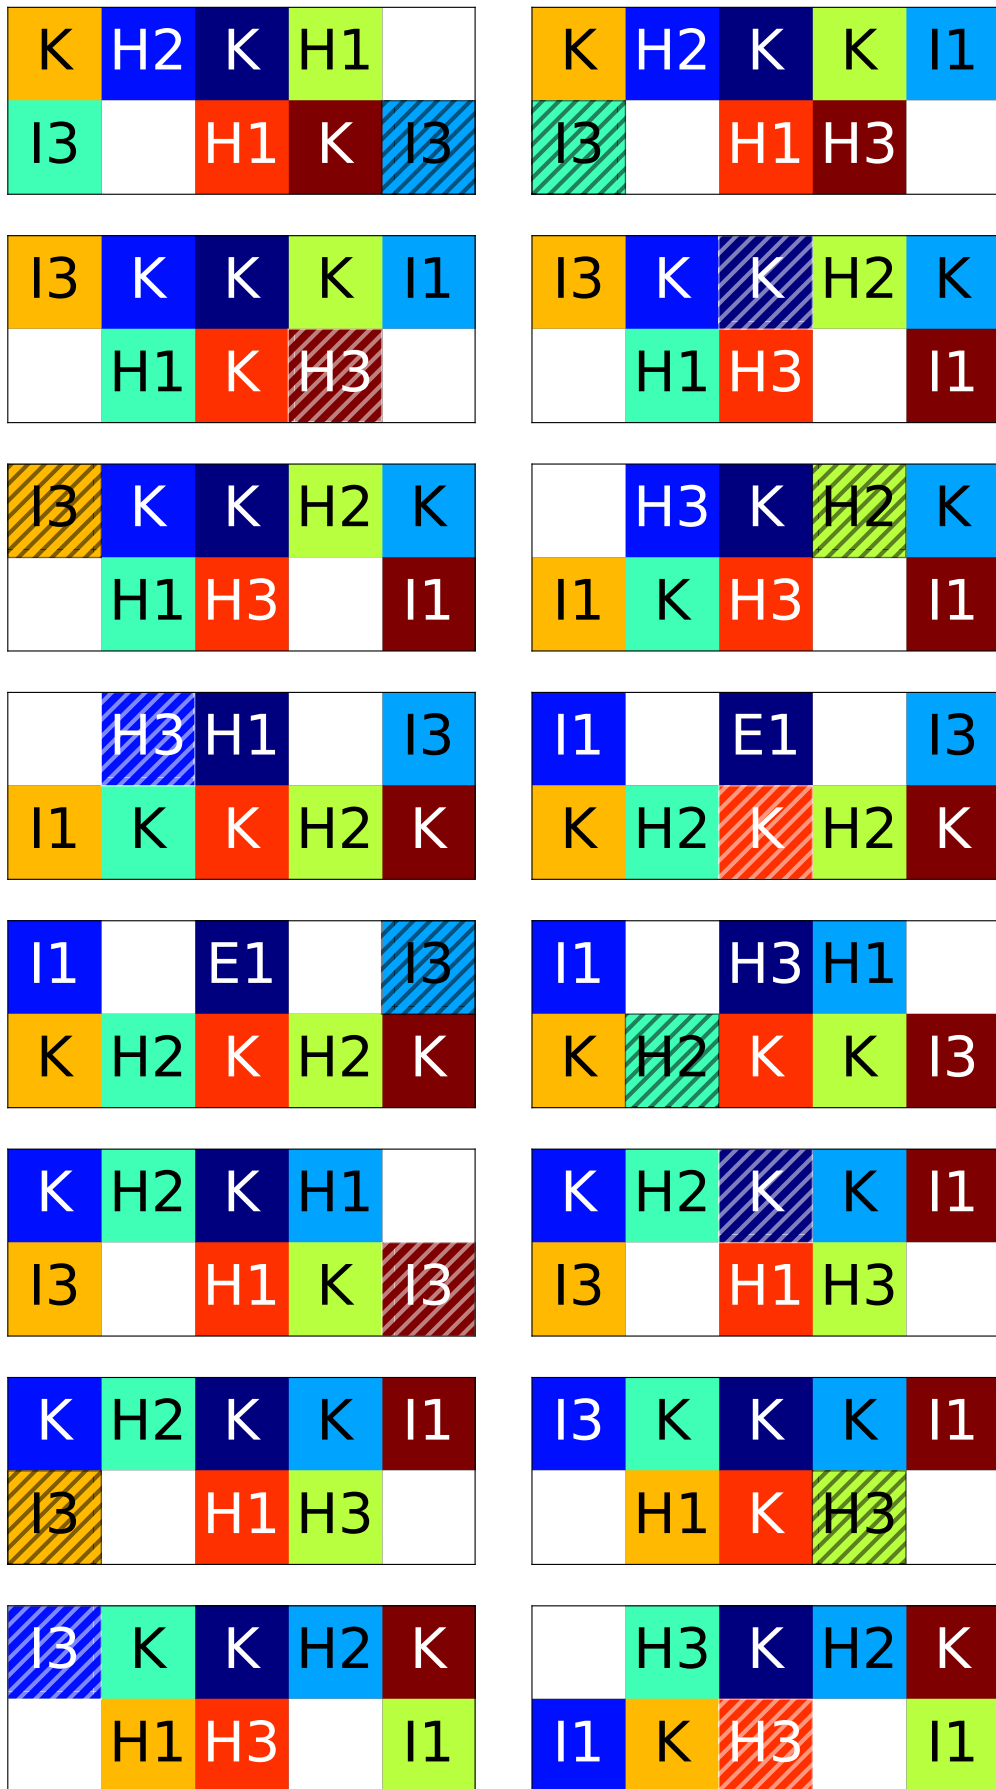 K H2 K H1 K H2 K K I1
I3 H1 K I3 I3 H1 H3
I3 K K K I1 I3 K K H2 K
H1 K H3 H1 H3 I1
I3 K K H2 K H3 K H2 K
H1 H3 I1 I1 K H3 I1
H3 H1 I3 I1 E1 I3
I1 K K H2 K K H2 K H2 K
I1 E1 I3 I1 H3 H1
K H2 K H2 K K H2 K K I3
K H2 K H1 K H2 K K I1
I3 H1 K I3 I3 H1 H3
K H2 K K I1 I3 K K K I1
I3 H1 H3 H1 K H3
I3 K K H2 K H3 K H2 K
H1 H3 I1 I1 K H3 I1